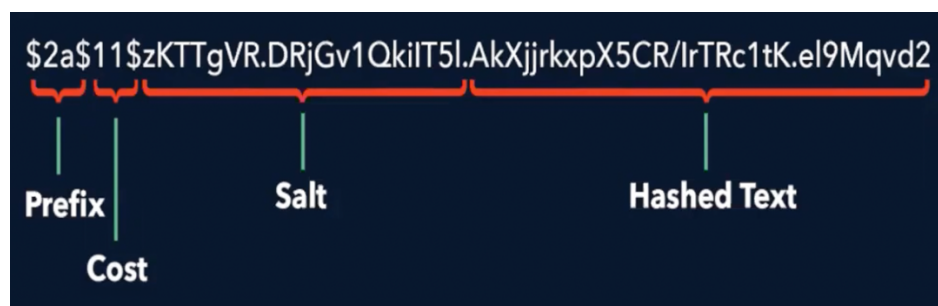 $2a$11$zKTTgVR.DRjGv1QkiIT5l.AkXjjrkxpX5CR/IrTRc1tK.el9Mqvd2
Prefix
Salt
Hashed Text
Cost